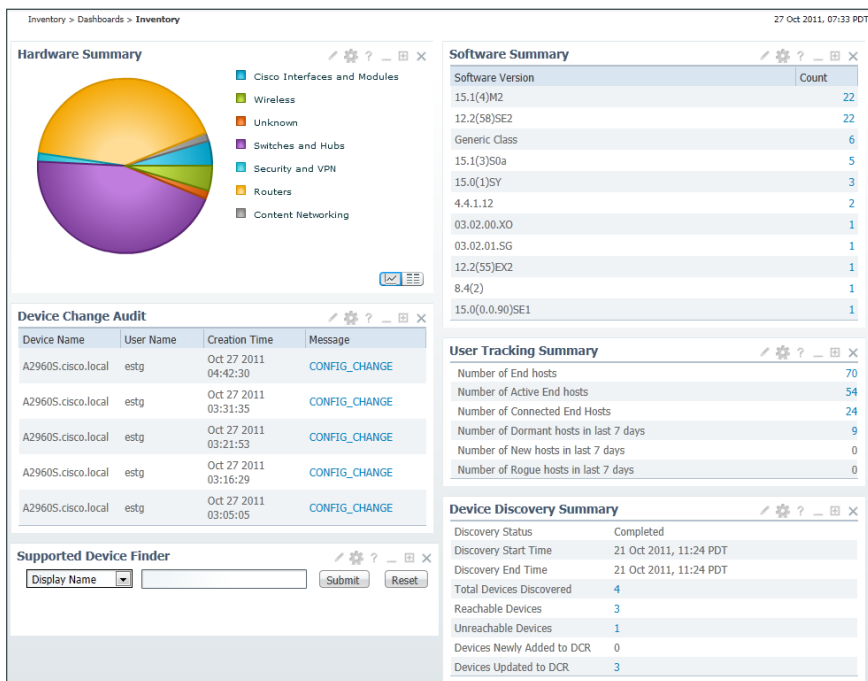 Inventory > Dashboards > Inventory
27 Oct 2011, 07:33 PDT
Hardware Summary
Cisco Interfaces and Modules
Wireless
Unknown
Switches and Hubs
Security and VPN
Routers
Content Networking
Device Change Audit
Device Name User Name Creation Time Message
A2960S.cisco.local estg Oct 27 2011 04:42:30 CONFIG_CHANGE
A2960S.cisco.local estg Oct 27 2011 03:31:35 CONFIG_CHANGE
A2960S.cisco.local estg Oct 27 2011 03:21:53 CONFIG_CHANGE
A2960S.cisco.local estg Oct 27 2011 03:16:29 CONFIG_CHANGE
A2960S.cisco.local estg Oct 27 2011 03:05:05 CONFIG_CHANGE
Supported Device Finder
Display Name Submit Reset
Software Summary
Software Version Count
15.1(4)M2 22
12.2(58)SE2 22
Generic Class 6
15.1(3)S0a 5
15.0(1)SY 3
4.4.1.12 2
03.02.00.XO 1
03.02.01.SG 1
12.2(55)EX2 1
8.4(2) 1
15.0(0.0.90)SE1 1
User Tracking Summary
Number of End hosts 70
Number of Active End hosts 54
Number of Connected End Hosts 24
Number of Dormant hosts in last 7 days 9
Number of New hosts in last 7 days 0
Number of Rogue hosts in last 7 days 0
Device Discovery Summary
Discovery Status Completed
Discovery Start Time 21 Oct 2011, 11:24 PDT
Discovery End Time 21 Oct 2011, 11:24 PDT
Total Devices Discovered 4
Reachable Devices 3
Unreachable Devices 1
Devices Newly Added to DCR 0
Devices Updated to DCR 3